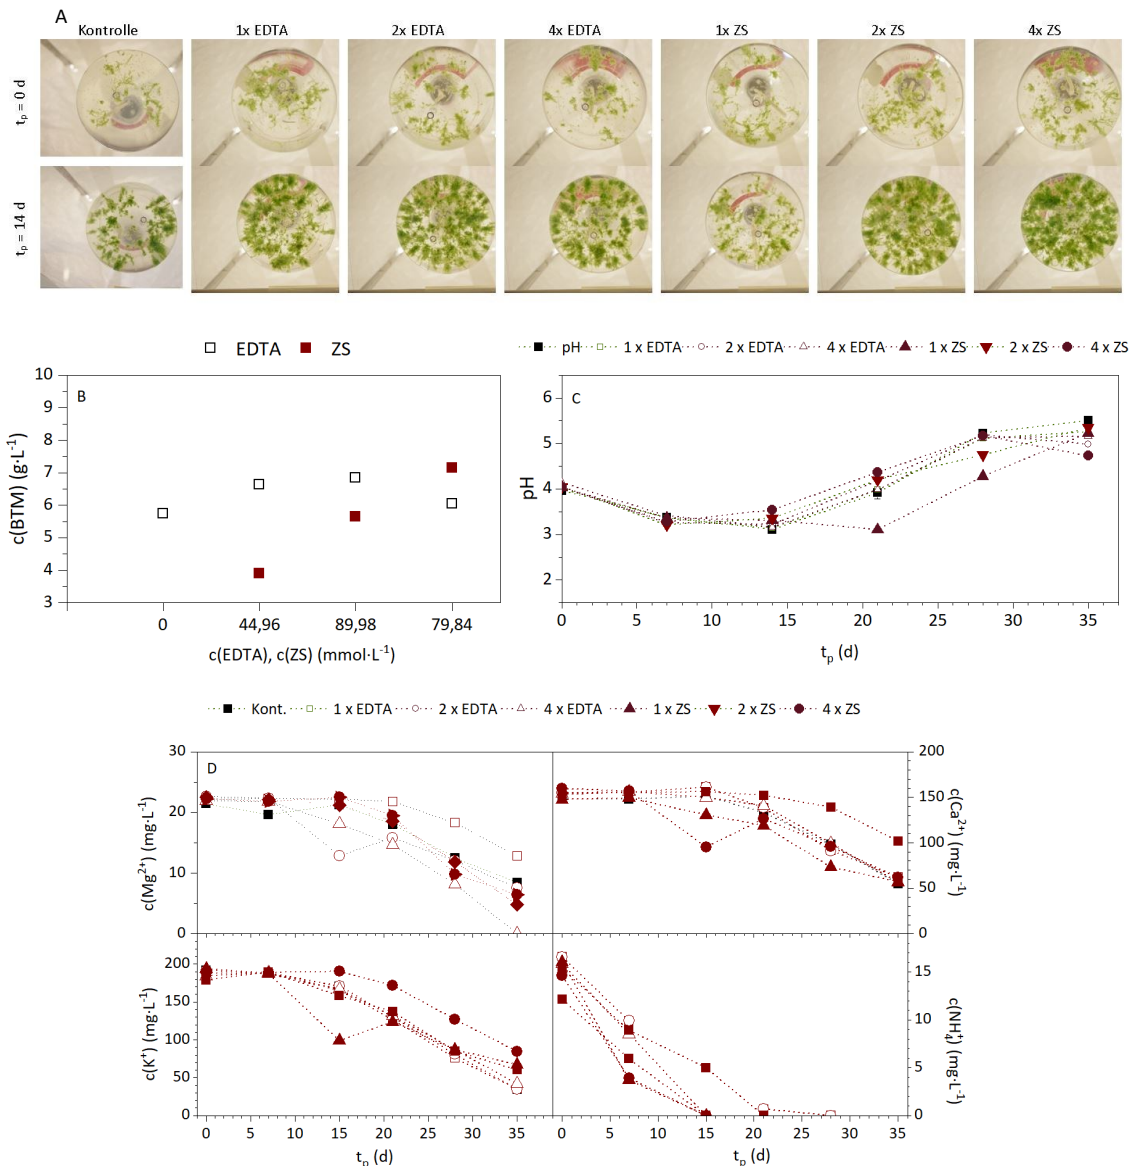 A
Kontrolle 1x EDTA 2x EDTA 4x EDTA 1x ZS 2x ZS 4x ZS
tₚ = 0 d
tₚ = 14 d
EDTA ZS
B
c(BTM) (g·L⁻¹)
10
9
8
7
6
5
4
3
0 44,96 89,98 79,84
c(EDTA), c(ZS) (mmol·L⁻¹)
pH 1 x EDTA 2 x EDTA 4 x EDTA 1 x ZS 2 x ZS 4 x ZS
C
pH
6
5
4
3
2
0 5 10 15 20 25 30 35
tₚ (d)
Kont. 1 x EDTA 2 x EDTA 4 x EDTA 1 x ZS 2 x ZS 4 x ZS
D
c(Mg²⁺) (mg·L⁻¹)
30
20
10
0
200
150
100
50
0
c(Ca²⁺) (mg·L⁻¹)
c(K⁺) (mg·L⁻¹)
200
150
100
50
0
15
10
5
0
c(NH₄⁺) (mg·L⁻¹)
0 5 10 15 20 25 30 35
tₚ (d)
0 5 10 15 20 25 30 35
tₚ (d)